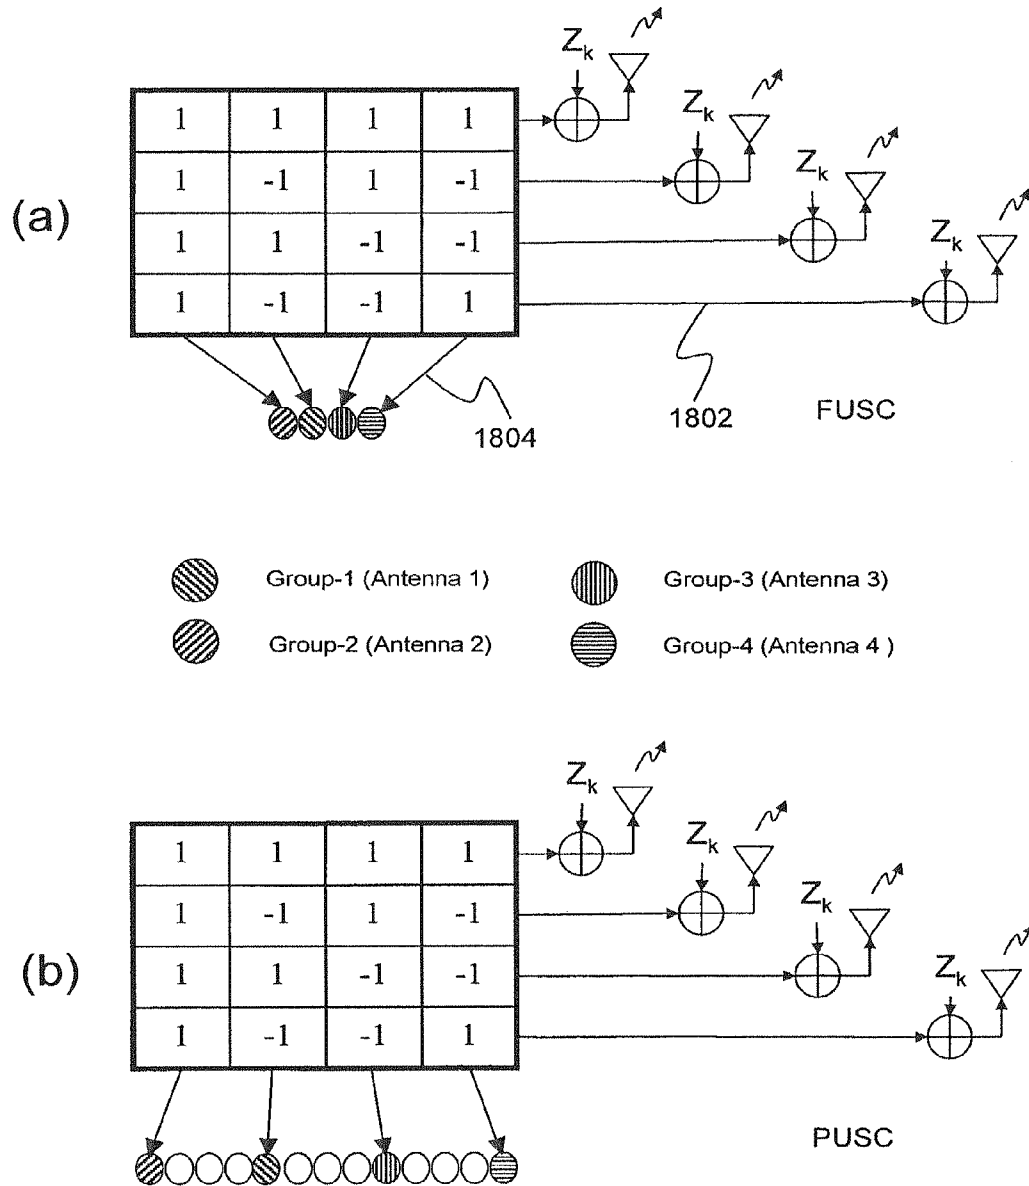 Z_k
Z_k
Z_k
Z_k
(a)
1 1 1 1
1 -1 1 -1
1 1 -1 -1
1 -1 -1 1
1804
1802
FUSC
Group-1 (Antenna 1)
Group-3 (Antenna 3)
Group-2 (Antenna 2)
Group-4 (Antenna 4 )
Z_k
Z_k
Z_k
Z_k
(b)
1 1 1 1
1 -1 1 -1
1 1 -1 -1
1 -1 -1 1
PUSC